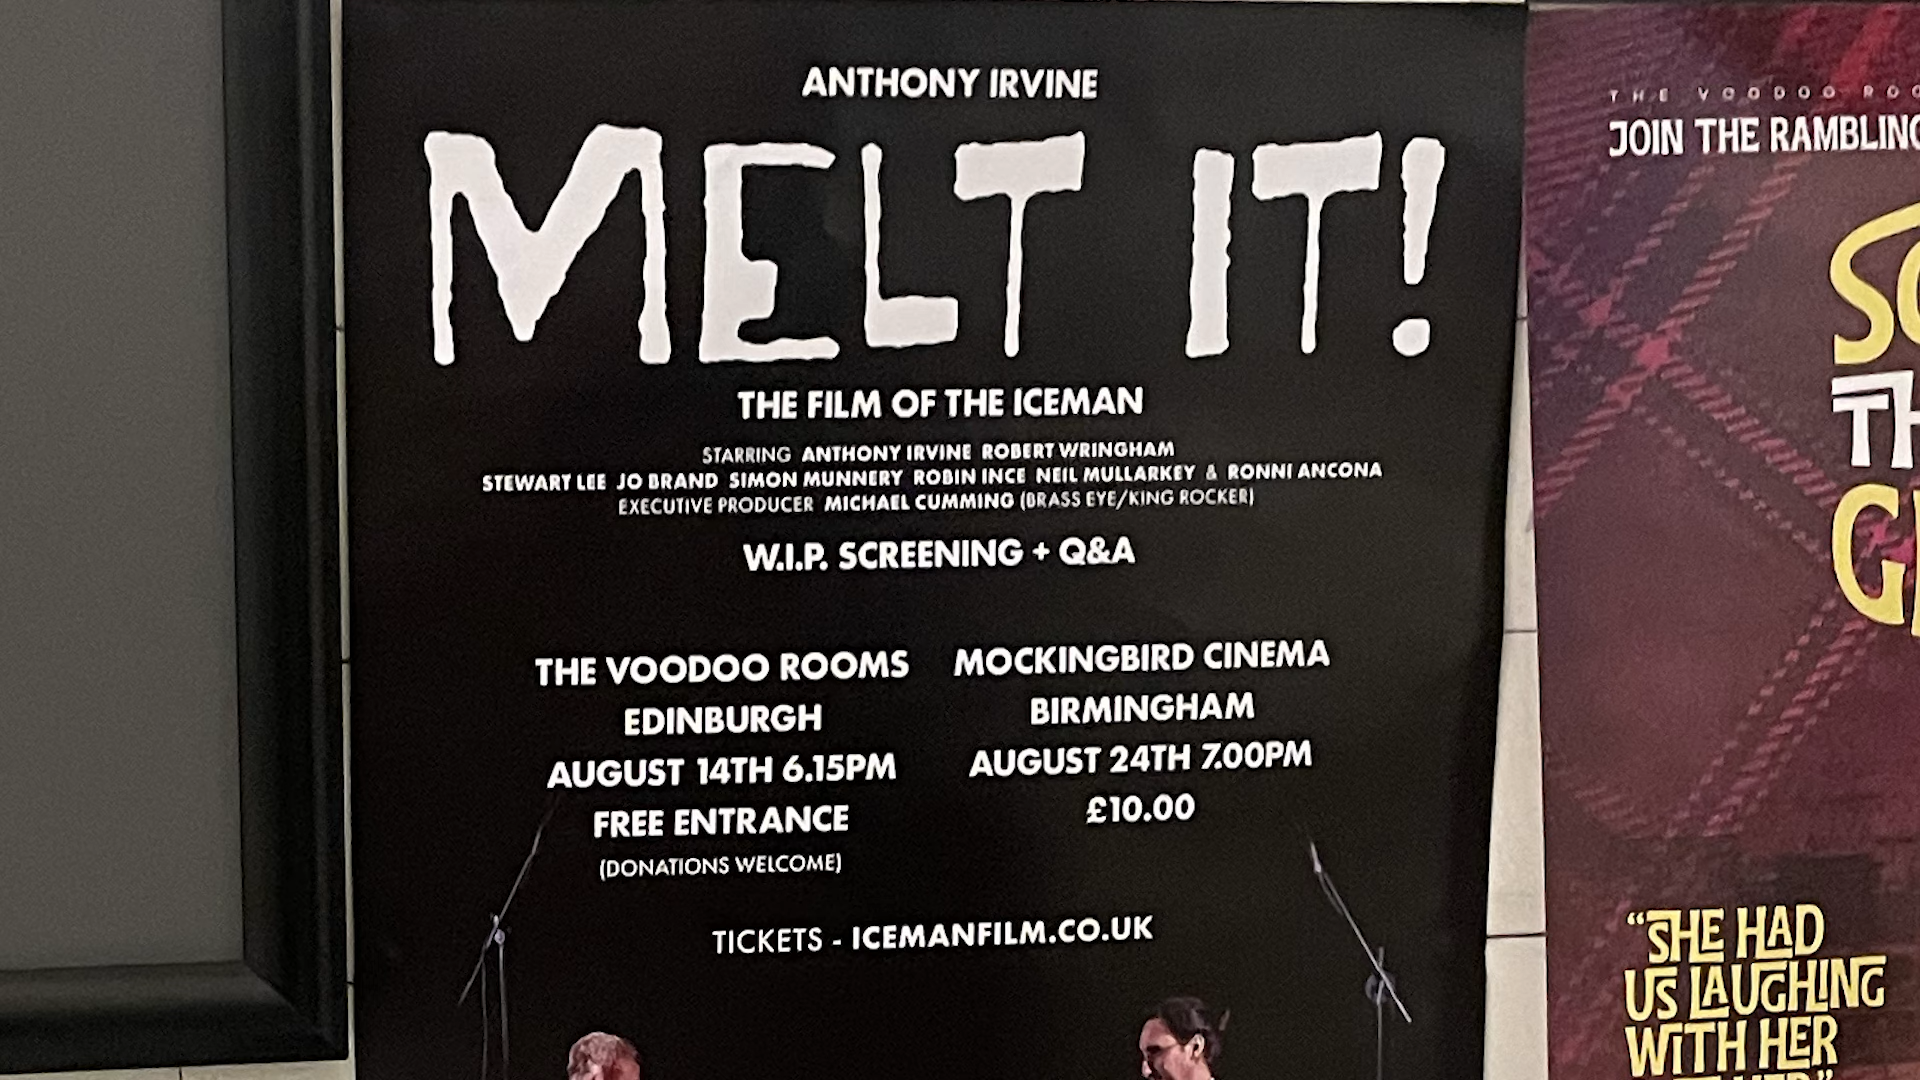 ANTHONY IRVINE
MELT IT!
THE FILM OF THE ICEMAN
STARRING ANTHONY IRVINE ROBERT WRINGHAM
STEWART LEE JO BRAND SIMON MUNNERY ROBIN INCE NEIL MULLARKEY & RONNI ANCONA
EXECUTIVE PRODUCER MICHAEL CUMMING (BRASS EYE/KING ROCKER)
W.I.P. SCREENING + Q&A
THE VOODOO ROOMS
EDINBURGH
AUGUST 14TH 6.15PM
FREE ENTRANCE
(DONATIONS WELCOME)
MOCKINGBIRD CINEMA
BIRMINGHAM
AUGUST 24TH 7.00PM
£10.00
TICKETS - ICEMANFILM.CO.UK
THE VOODOO
JOIN THE RAMBLING
"SHE HAD
US LAUGHING
WITH HER